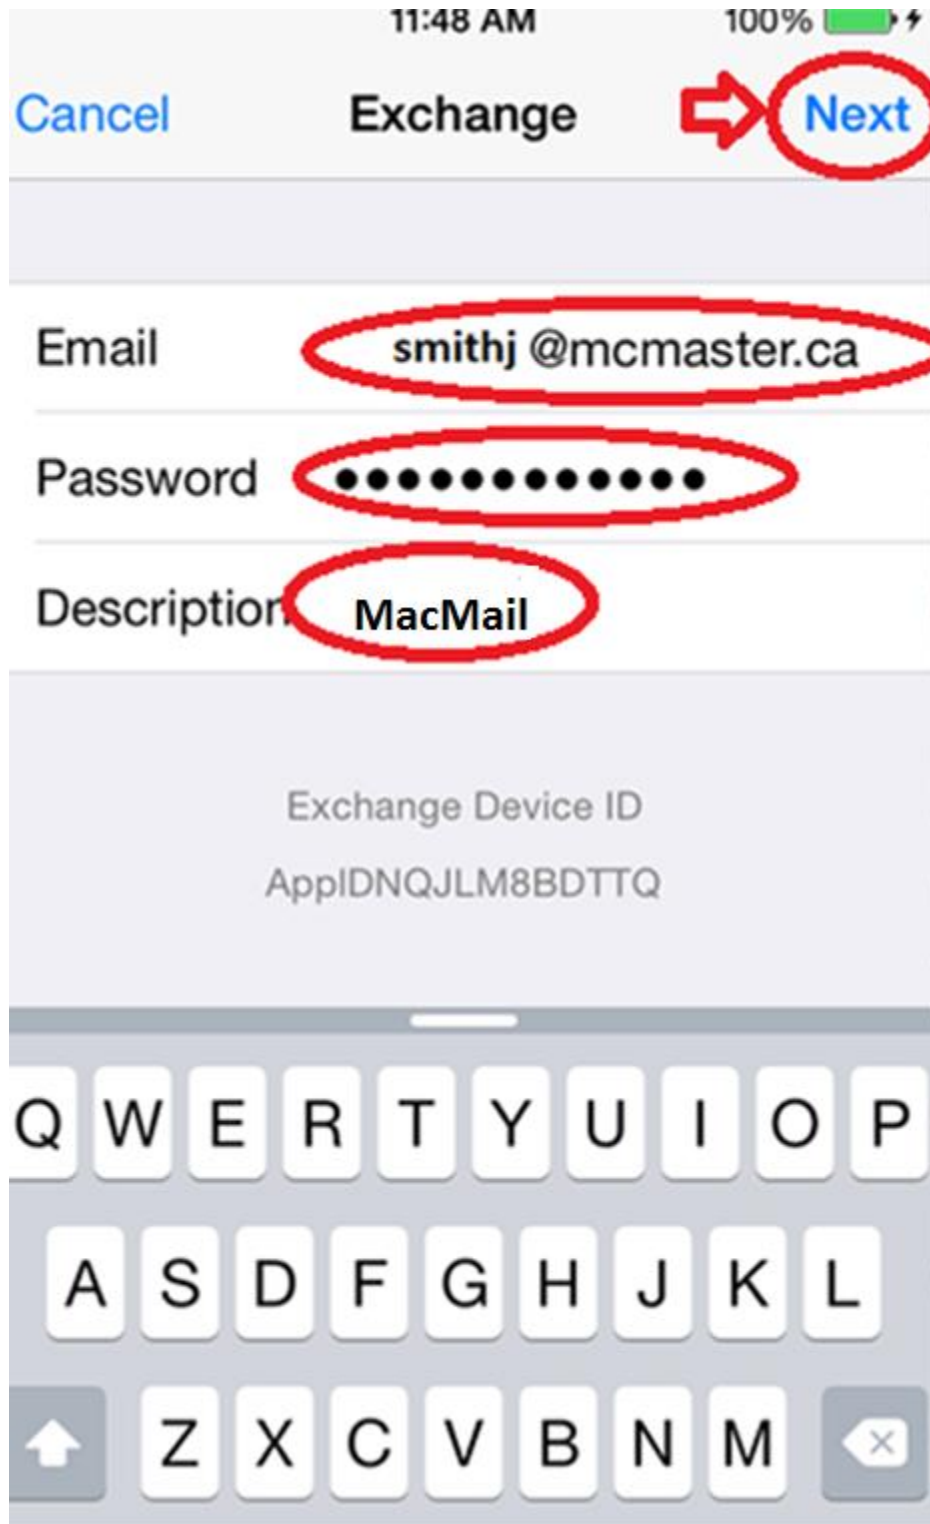 11:48 AM 100%
Cancel Exchange Next
Email smithj @mcmaster.ca
Password ●●●●●●●●●●●●
Description MacMail
Exchange Device ID
ApplDNQJLM8BDTTQ
Q W E R T Y U I O P
A S D F G H J K L
Z X C V B N M